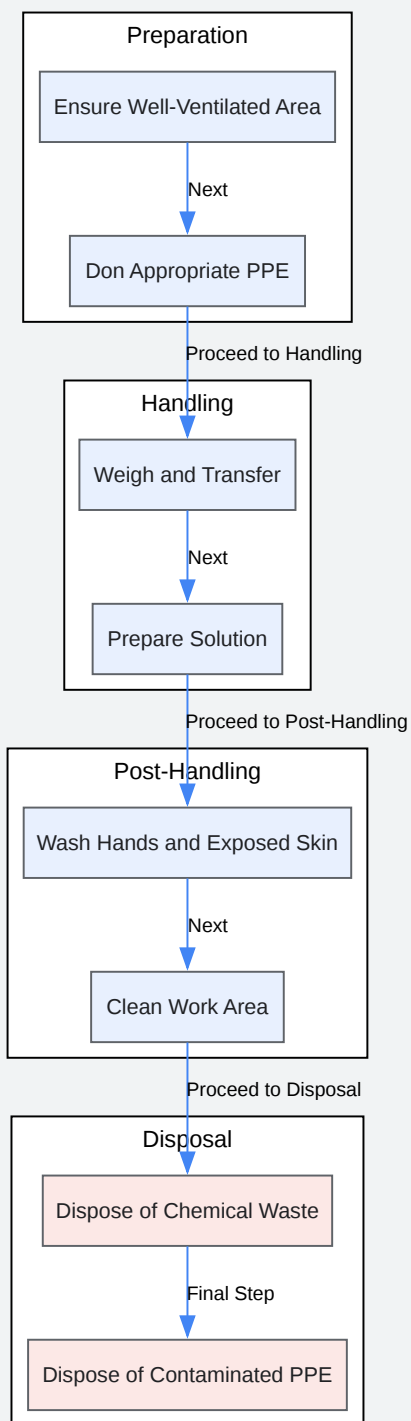 Preparation
Ensure Well-Ventilated Area
Next
Don Appropriate PPE
Proceed to Handling
Handling
Weigh and Transfer
Next
Prepare Solution
Proceed to Post-Handling
Post-Handling
Wash Hands and Exposed Skin
Next
Clean Work Area
Proceed to Disposal
Disposal
Dispose of Chemical Waste
Final Step
Dispose of Contaminated PPE